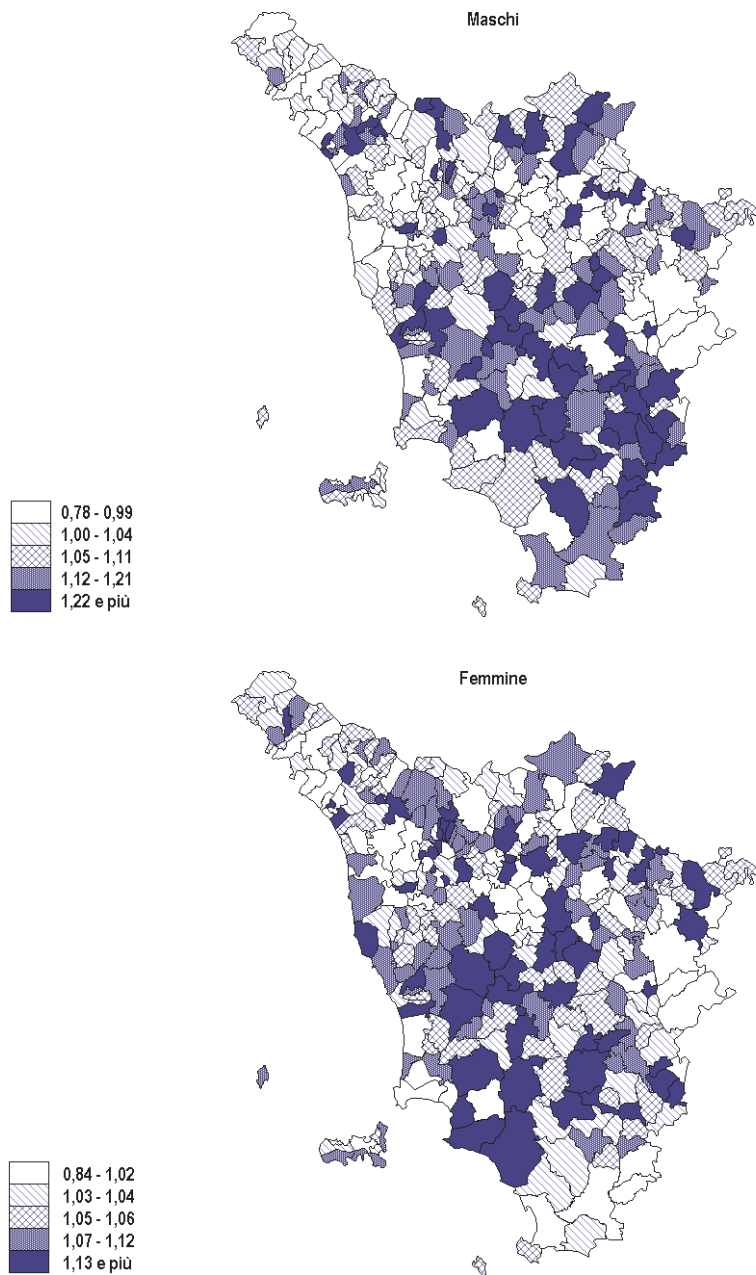 Maschi
0,78 - 0,99
1,00 - 1,04
1,05 - 1,11
1,12 - 1,21
1,22 e più
Femmine
0,84 - 1,02
1,03 - 1,04
1,05 - 1,06
1,07 - 1,12
1,13 e più